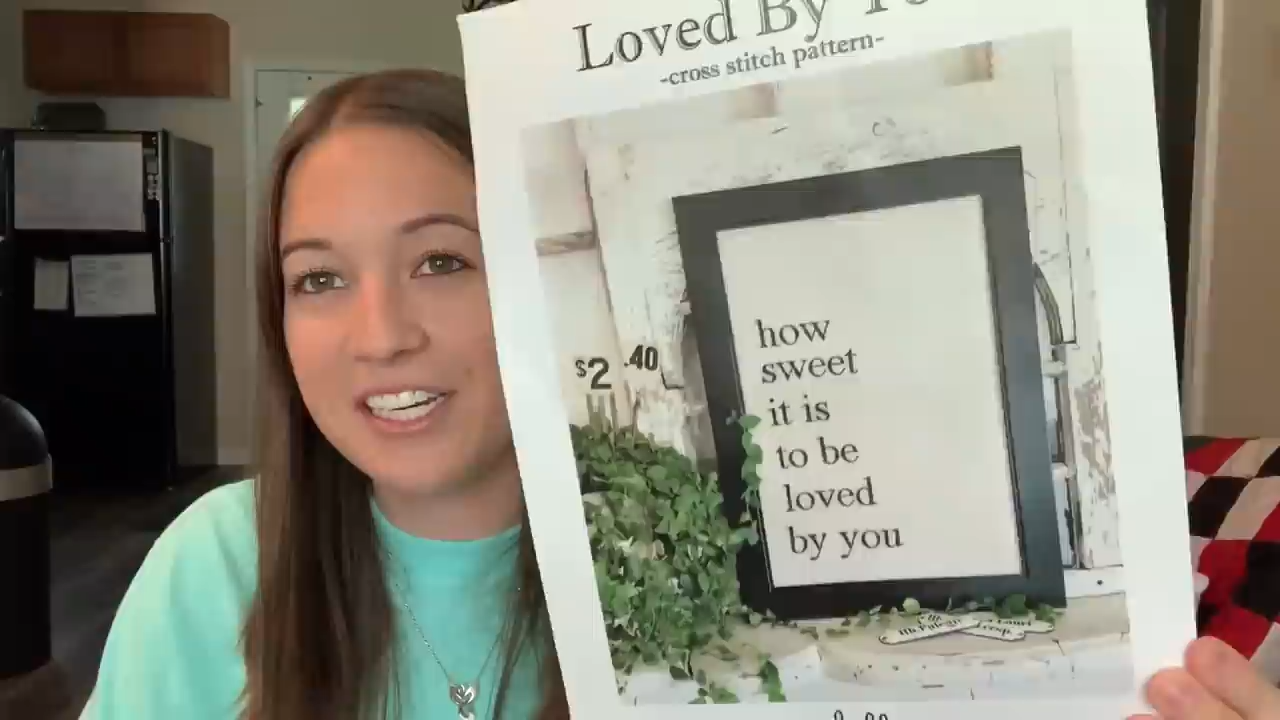 Loved By
-cross stitch pattern-
$2.40
how
sweet
it is
to be
loved
by you